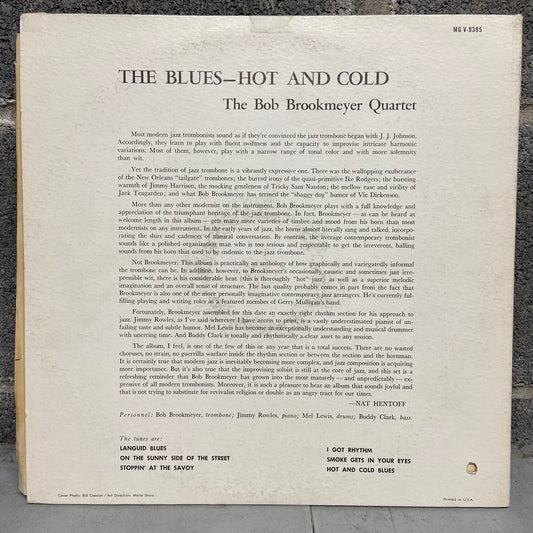 MG V-8385
THE BLUES—HOT AND COLD
The Bob Brookmeyer Quartet
Most modern jazz trombonists sound as if they're convinced the jazz trombone began with J. J. Johnson.
Accordingly, they learn to play with fluent swiftness and the capacity to improvise intricate harmonic
variations. Most of them, however, play with a narrow range of tonal color and with more solemnity
than wit.
Yet the tradition of jazz trombone is a vibrantly expressive one. There was the walloping exuberance
of the New Orleans "tailgate" trombones; the burred irony of the quasi-primitive Ike Rodgers; the bursting
warmth of Jimmy Harrison, the mocking gentleness of Tricky Sam Nanton; the mellow ease and virility of
Jack Teagarden; and what Bob Brookmeyer has termed the "shaggy dog" humor of Vic Dickenson.
More than any other modernist on the instrument, Bob Brookmeyer plays with a full knowledge and
appreciation of the triumphant heritage of the jazz trombone. In fact, Brookmeyer — as can be heard at
welcome length in this album — gets many more varieties of timbre and mood from his horn than most
modernists on any instrument. In the early years of jazz, the horns almost literally sang and talked, incorpo-
rating the slurs and cadences of natural conversation. By contrast, the average contemporary trombonist
sounds like a polished organization man who is too serious and respectable to get the irreverent,balling
sounds from his horn that used to be endemic to the jazz trombone.
Not Brookmeyer. This album is practically an anthology of how graphically and variegatedly informal
the trombone can be. In addition, however, to Brookmeyer's occasionally caustic and sometimes just irre-
pressible wit, there is his considerable heat (this is thoroughly "hot" jazz) as well as a superior melodic
imagination and an overall sense of structure. The last quality probably comes in part from the fact that
Brookmeyer is also one of the more personally imaginative contemporary jazz arrangers. He's currently ful-
filling playing and writing roles as a featured member of Gerry Mulligan's band.
Fortunately, Brookmeyer assembled for this date an exactly right rhythm section for his approach to
jazz. Jimmy Rowles, as I've said wherever I have access to print, is a vastly underestimated pianist of un-
failing taste and subtle humor. Mel Lewis has become an exceptionally understanding and musical drummer
with unerring time. And Buddy Clark is tonally and rhythmically a clear asset to any session.
The album, I feel, is one of the few of this or any year that is a total success. There are no wasted
choruses, no strain, no guerrilla warfare inside the rhythm section or between the section and the hornman.
It is certainly true that modern jazz is inevitably becoming more complex, and jazz composition is acquiring
more importance. But it's also true that the improvising soloist is still at the core of jazz, and this set is a
refreshing reminder that Bob Brookmeyer has grown into the most maturely — and unpredictably — ex-
pressive of all modern trombonists. Moreover, it is such a pleasure to hear an album that sounds joyful and
that is not trying to substitute for revivalist religion or double as an angry tract for our times.
—NAT HENTOFF
Personnel: Bob Brookmeyer, trombone; Jimmy Rowles, piano; Mel Lewis, drums; Buddy Clark, bass.
The tunes are:
LANGUID BLUES
ON THE SUNNY SIDE OF THE STREET
STOPPIN' AT THE SAVOY
I GOT RHYTHM
SMOKE GETS IN YOUR EYES
HOT AND COLD BLUES
Cover Photo: Bill Claxton / Art Direction: Merle Shore
Printed in U.S.A.